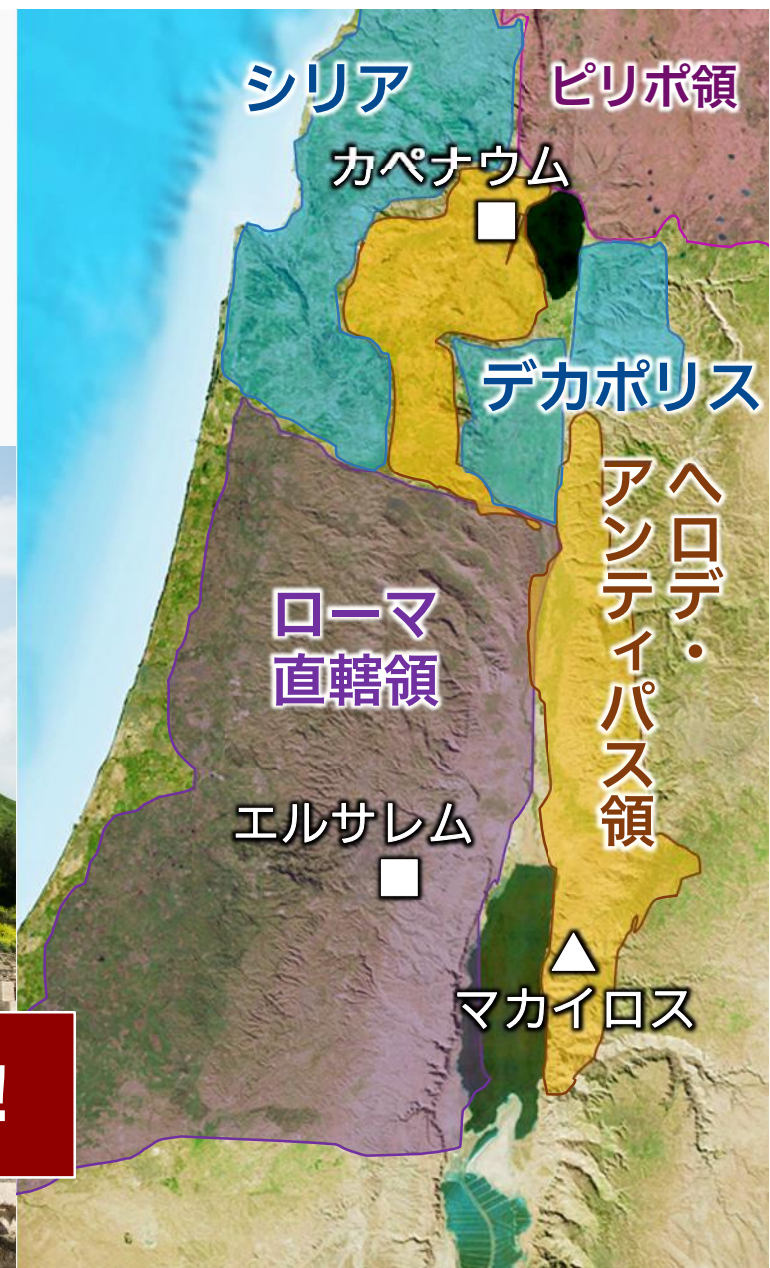 シリア
ピリポ領
カペナウム
デカポリス
ヘロデ・
アンティパス領
ローマ
直轄領
エルサレム
マカイロス
!